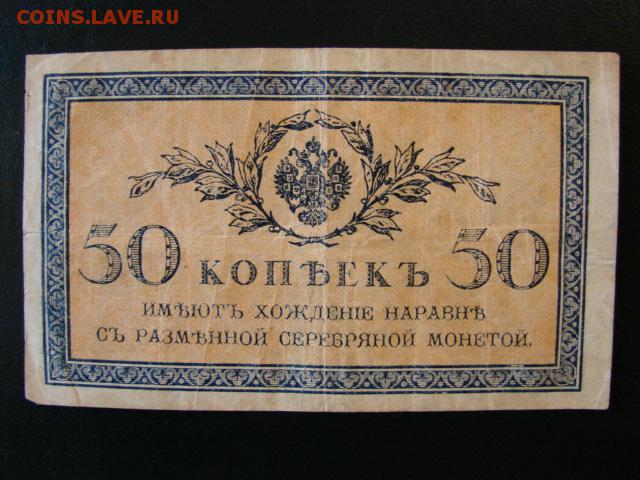 COINS.LAVE.RU
50 КОПѢЕКЪ 50
ИМѢЮТЪ ХОЖДЕНІЕ НАРАВНѢ
СЪ РАЗМѢННОЙ СЕРЕБРЯНОЙ МОНЕТОЙ.